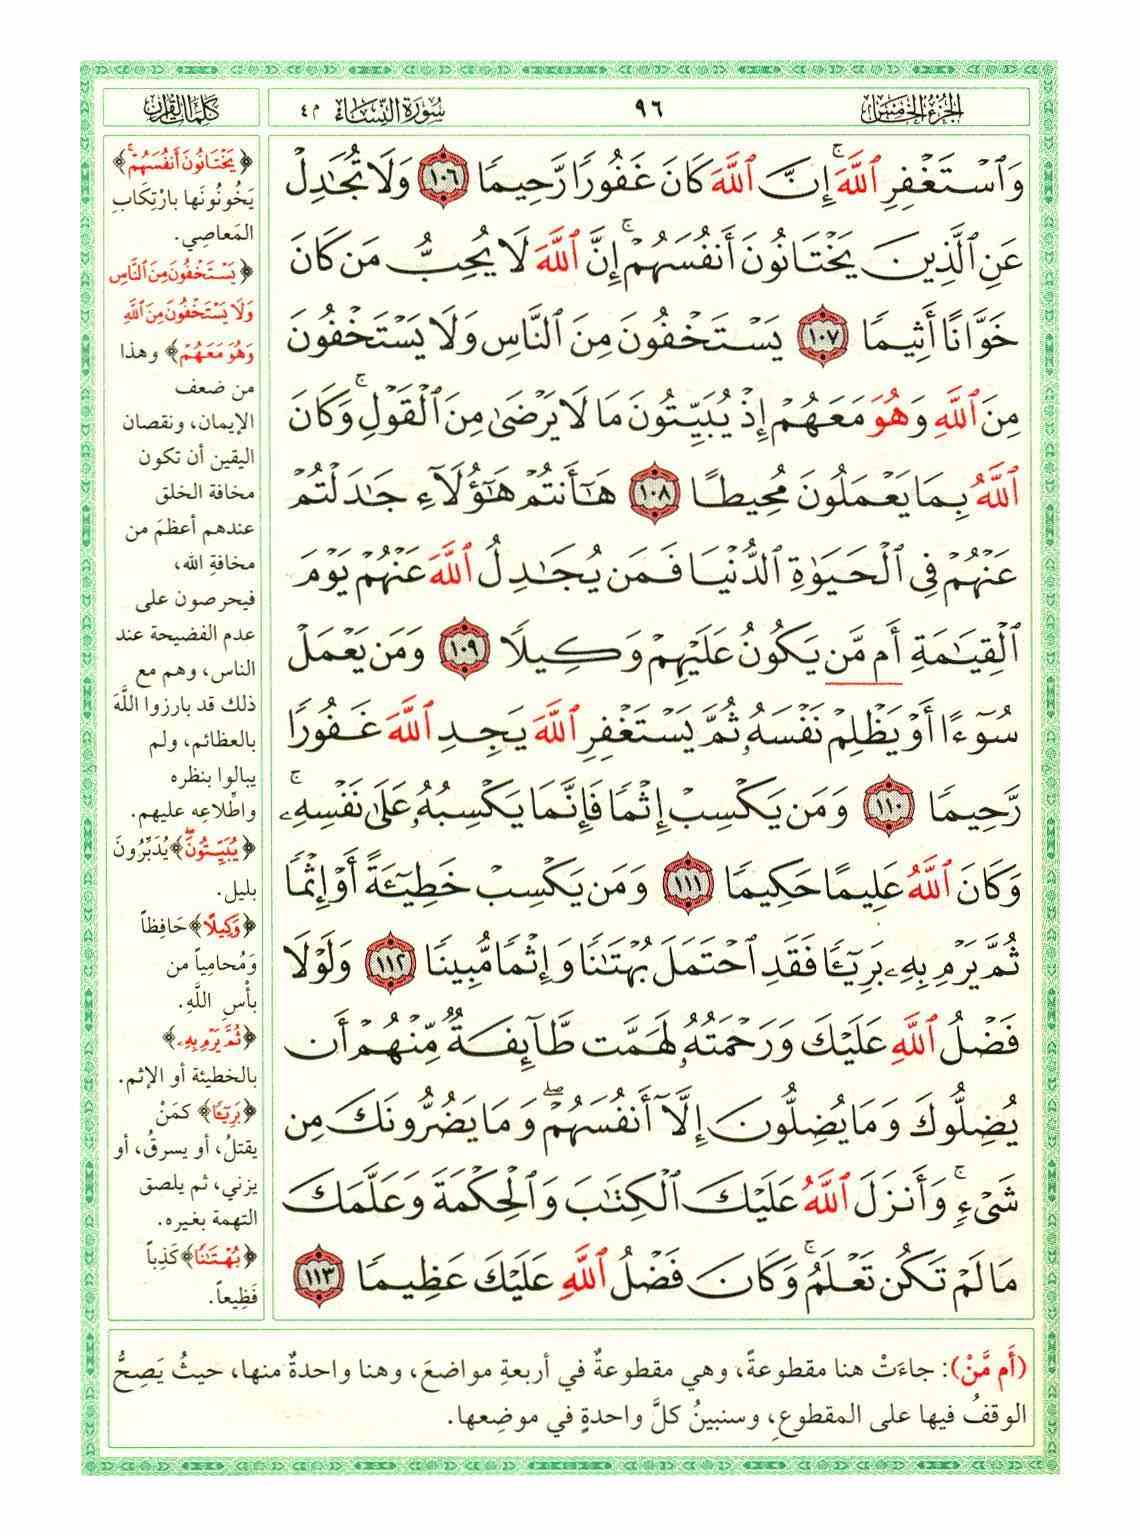 الجزء الخامس
٩٦
سورة النساء م ٤
كلمات القرآن
وَٱسْتَغْفِرِ ٱللَّهَ ۖ إِنَّ ٱللَّهَ كَانَ غَفُورًا رَّحِيمًا ١٠٦ وَلَا تُجَٰدِلْ
عَنِ ٱلَّذِينَ يَخْتَانُونَ أَنفُسَهُمْ ۚ إِنَّ ٱللَّهَ لَا يُحِبُّ مَن كَانَ
خَوَّانًا أَثِيمًا ١٠٧ يَسْتَخْفُونَ مِنَ ٱلنَّاسِ وَلَا يَسْتَخْفُونَ
مِنَ ٱللَّهِ وَهُوَ مَعَهُمْ إِذْ يُبَيِّتُونَ مَا لَا يَرْضَىٰ مِنَ ٱلْقَوْلِ ۚ وَكَانَ
ٱللَّهُ بِمَا يَعْمَلُونَ مُحِيطًا ١٠٨ هَٰٓأَنتُمْ هَٰٓؤُلَآءِ جَٰدَلْتُمْ
عَنْهُمْ فِى ٱلْحَيَوٰةِ ٱلدُّنْيَا فَمَن يُجَٰدِلُ ٱللَّهَ عَنْهُمْ يَوْمَ
ٱلْقِيَٰمَةِ أَم مَّن يَكُونُ عَلَيْهِمْ وَكِيلًا ١٠٩ وَمَن يَعْمَلْ
سُوٓءًا أَوْ يَظْلِمْ نَفْسَهُۥ ثُمَّ يَسْتَغْفِرِ ٱللَّهَ يَجِدِ ٱللَّهَ غَفُورًا
رَّحِيمًا ١١٠ وَمَن يَكْسِبْ إِثْمًا فَإِنَّمَا يَكْسِبُهُۥ عَلَىٰ نَفْسِهِۦ ۚ
وَكَانَ ٱللَّهُ عَلِيمًا حَكِيمًا ١١١ وَمَن يَكْسِبْ خَطِيٓـَٔةً أَوْ إِثْمًا
ثُمَّ يَرْمِ بِهِۦ بَرِيٓـًٔا فَقَدِ ٱحْتَمَلَ بُهْتَٰنًا وَإِثْمًا مُّبِينًا ١١٢ وَلَوْلَا
فَضْلُ ٱللَّهِ عَلَيْكَ وَرَحْمَتُهُۥ لَهَمَّت طَّآئِفَةٌ مِّنْهُمْ أَن
يُضِلُّوكَ وَمَا يُضِلُّونَ إِلَّآ أَنفُسَهُمْ ۖ وَمَا يَضُرُّونَكَ مِن
شَىْءٍ ۚ وَأَنزَلَ ٱللَّهُ عَلَيْكَ ٱلْكِتَٰبَ وَٱلْحِكْمَةَ وَعَلَّمَكَ
مَا لَمْ تَكُن تَعْلَمُ ۚ وَكَانَ فَضْلُ ٱللَّهِ عَلَيْكَ عَظِيمًا ١١٣
﴿يَخْتَانُونَ أَنفُسَهُمْ ۚ﴾
يَخُونُونَها بارْتِكابِ
المَعاصِي.
﴿يَسْتَخْفُونَ مِنَ ٱلنَّاسِ
وَلَا يَسْتَخْفُونَ مِنَ ٱللَّهِ
وَهُوَ مَعَهُمْ﴾ وهذا
من ضعف
الإيمان، ونقصان
اليقين أن تكون
مخافة الخلق
عندهم أعظمَ من
مخافةِ الله،
فيحرصون على
عدم الفضيحة عند
الناس، وهم مع
ذلك قد بارزوا اللَّهَ
بالعظائم، ولم
يبالوا بنظره
واطِّلاعِه عليهم.
﴿يُبَيِّتُونَ﴾ يُدَبِّرُونَ
بليل.
﴿وَكِيلًا﴾ حَافِظاً
وَمُحامِياً من
بأْسِ اللَّهِ.
﴿ثُمَّ يَرْمِ بِهِۦ﴾
بالخطيئة أو الإثم.
﴿بَرِيٓـًٔا﴾ كمَنْ
يقتلُ، أو يسرقُ، أو
يزني، ثم يلصق
التهمة بغيره.
﴿بُهْتَٰنًا﴾ كَذِباً
فَظِيعاً.
(أَم مَّنْ): جاءَتْ هنا مقطوعةً، وهي مقطوعةٌ في أربعةِ مواضعَ، وهنا واحدةٌ منها، حيثُ يَصِحُّ
الوقفُ فيها على المقطوعِ، وسنبينُ كلَّ واحدةٍ في موضِعها.